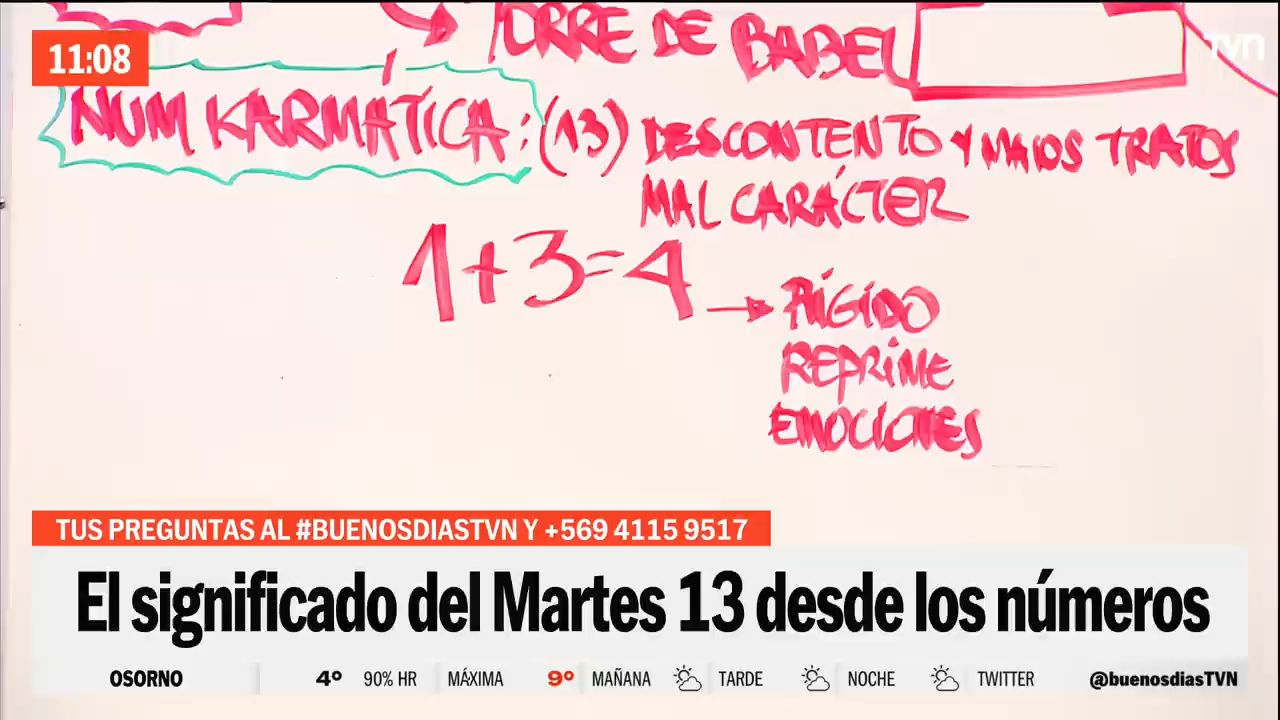 11:08
TORRE DE BABEL
TVN
NUM KARMÁTICA: (13) DESCONTENTO Y MALOS TRATOS
MAL CARÁCTER
1+3=4
RÍGIDO
REPRIME
EMOCIONES
TUS PREGUNTAS AL #BUENOSDIASTVN Y +569 4115 9517
El significado del Martes 13 desde los números
OSORNO 4° 90% HR MÁXIMA 9° MAÑANA TARDE NOCHE TWITTER @buenosdiasTVN